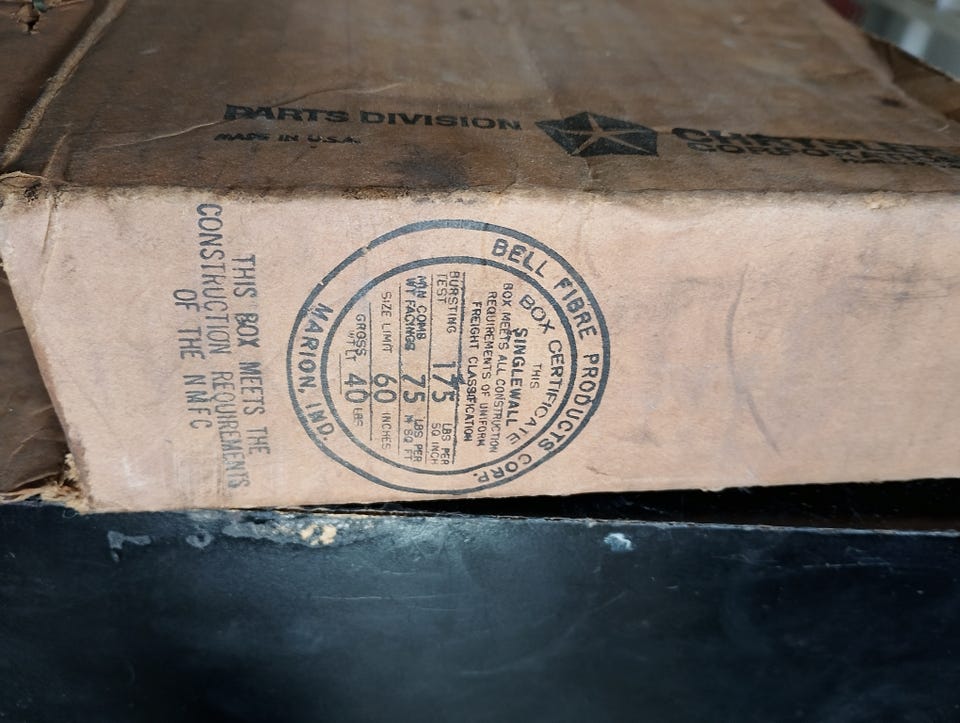 PARTS DIVISION
MADE IN U.S.A.
CHRYSLER
CORPORATION
THIS BOX MEETS THE
CONSTRUCTION REQUIREMENTS
OF THE NMFC
BELL FIBRE PRODUCTS CORP.
BOX CERTIFICATE
THIS
SINGLEWALL
BOX MEETS ALL CONSTRUCTION
REQUIREMENTS OF UNIFORM
FREIGHT CLASSIFICATION
BURSTING TEST 175 LBS PER SQ INCH
MIN COMB WT FACINGS 75 LBS PER M SQ FT
SIZE LIMIT 60 INCHES
GROSS WT LT 40 LBS
MARION, IND.